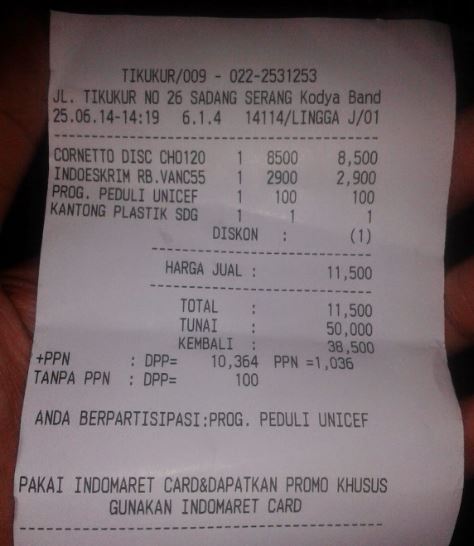 TIKUKUR/009 - 022-2531253
JL. TIKUKUR NO 26 SADANG SERANG Kodya Band
25.06.14-14:19 6.1.4 14114/LINGGA J/01
CORNETTO DISC CHO120 1 8500 8,500
INDOESKRIM RB.VANC55 1 2900 2,900
PROG. PEDULI UNICEF 1 100 100
KANTONG PLASTIK SDG 1 1 1
DISKON : (1)
HARGA JUAL : 11,500
TOTAL : 11,500
TUNAI : 50,000
KEMBALI : 38,500
+PPN : DPP= 10,364 PPN =1,036
TANPA PPN : DPP= 100
ANDA BERPARTISIPASI:PROG. PEDULI UNICEF
PAKAI INDOMARET CARD&DAPATKAN PROMO KHUSUS
GUNAKAN INDOMARET CARD